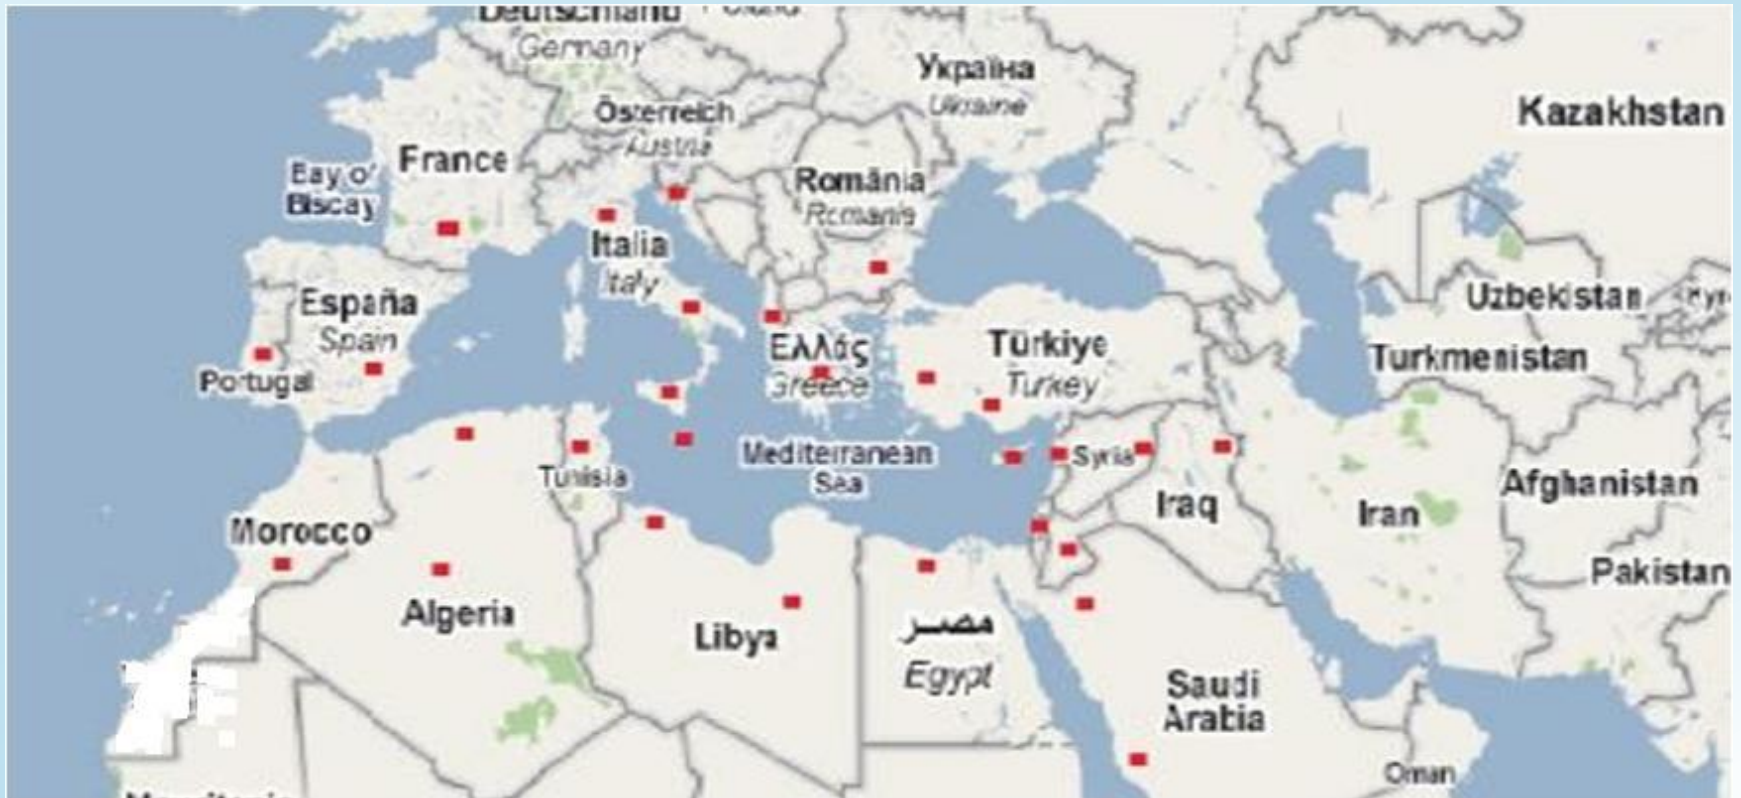 Deutschland
Germany
Poland
Україна
Ukraine
Österreich
Austria
Kazakhstan
France
Bay of
Biscay
România
Romania
Italia
Italy
España
Spain
Uzbekistan
Kyr
Portugal
Ελλάς
Greece
Türkiye
Turkey
Turkmenistan
Mediterranean
Sea
Syria
Tunisia
Iraq
Iran
Afghanistan
Morocco
Pakistan
Algeria
Libya
مصر
Egypt
Saudi
Arabia
Oman